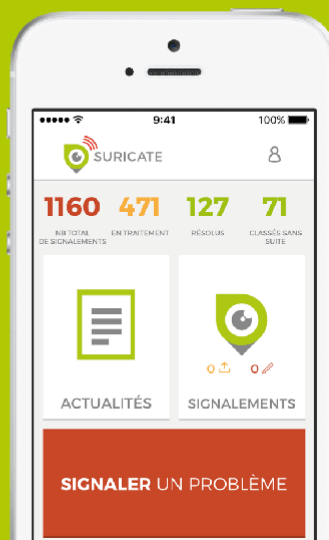 9:41
100%
SURICATE
1160 471 127 71
NB TOTAL
DE SIGNALEMENTS
EN TRAITEMENT
RÉSOLUS
CLASSÉS SANS
SUITE
0 0
ACTUALITÉS
SIGNALEMENTS
SIGNALER UN PROBLÈME